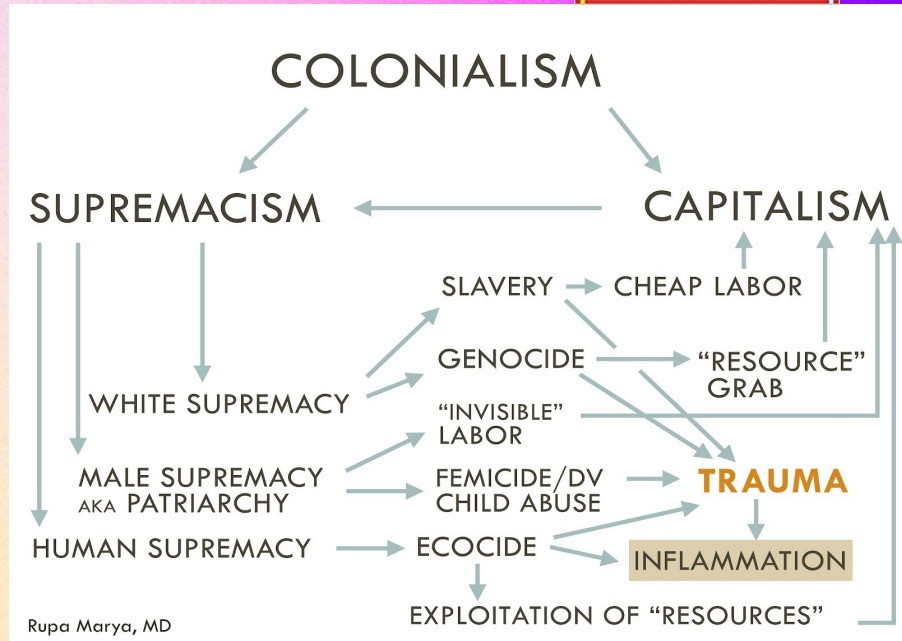 COLONIALISM
SUPREMACISM
CAPITALISM
SLAVERY
CHEAP LABOR
GENOCIDE
“RESOURCE”
GRAB
WHITE SUPREMACY
“INVISIBLE”
LABOR
MALE SUPREMACY
AKA PATRIARCHY
FEMICIDE/DV
CHILD ABUSE
TRAUMA
HUMAN SUPREMACY
ECOCIDE
INFLAMMATION
EXPLOITATION OF “RESOURCES”
Rupa Marya, MD